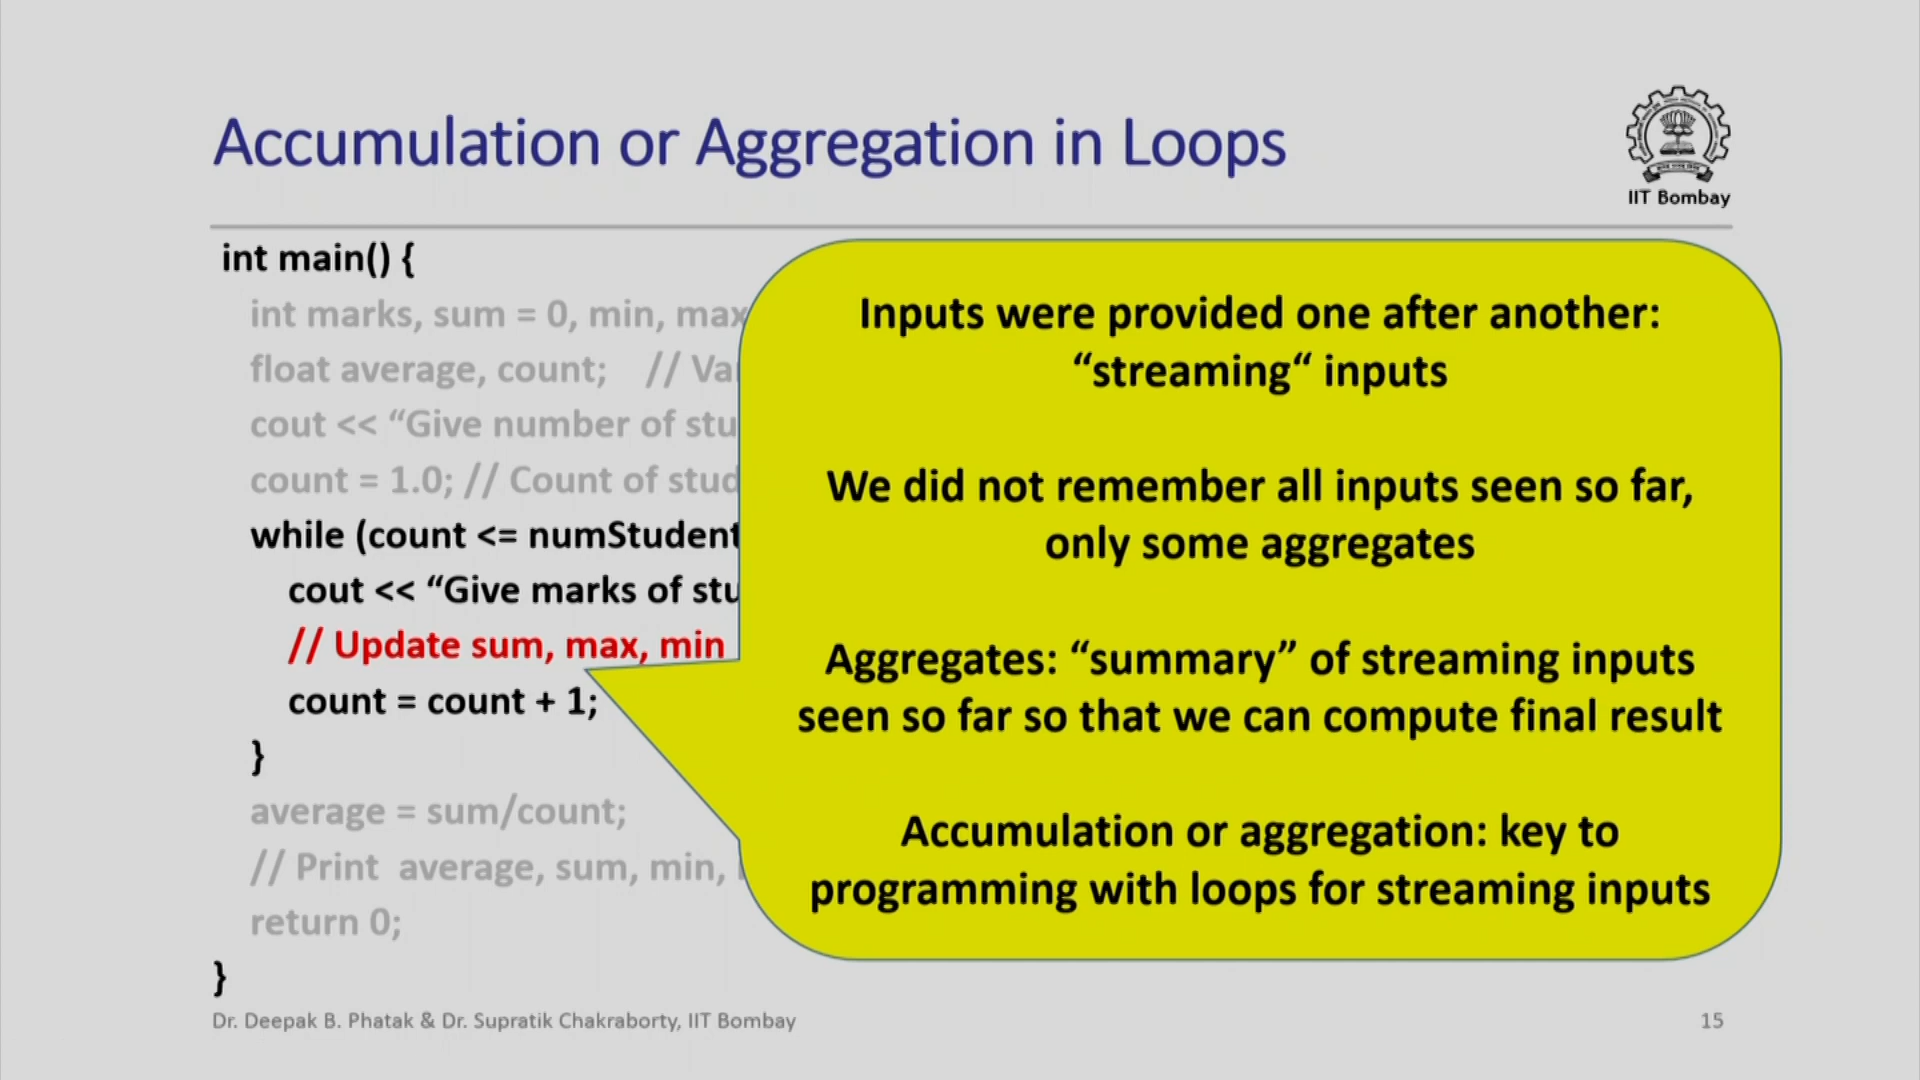 Accumulation or Aggregation in Loops
IIT Bombay
int main() {
int marks, sum = 0, min, max
float average, count; // Va
cout << “Give number of stu
count = 1.0; // Count of stud
while (count <= numStudent
cout << “Give marks of stu
// Update sum, max, min
count = count + 1;
}
average = sum/count;
// Print average, sum, min,
return 0;
}
Inputs were provided one after another:
“streaming“ inputs
We did not remember all inputs seen so far,
only some aggregates
Aggregates: “summary” of streaming inputs
seen so far so that we can compute final result
Accumulation or aggregation: key to
programming with loops for streaming inputs
Dr. Deepak B. Phatak & Dr. Supratik Chakraborty, IIT Bombay
15